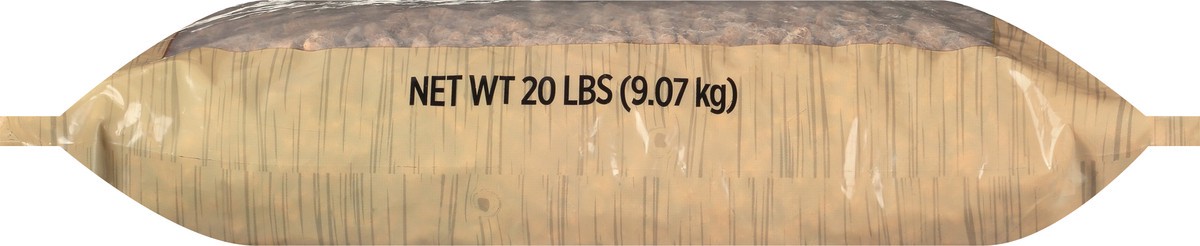 NET WT 20 LBS (9.07 kg)